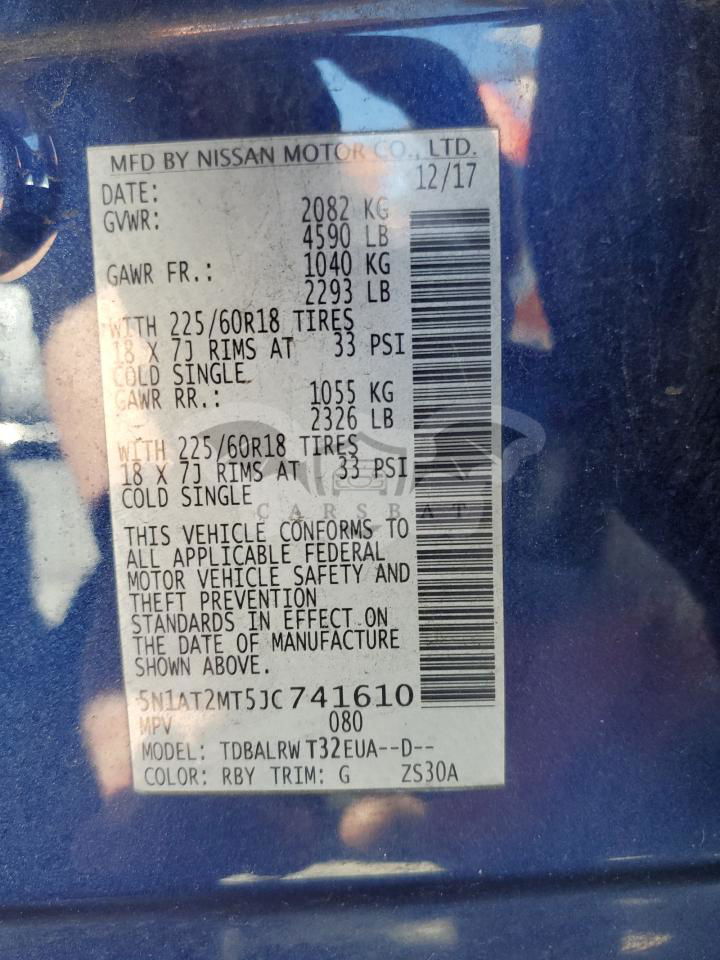 MFD BY NISSAN MOTOR CO., LTD.
DATE: 12/17
GVWR: 2082 KG
4590 LB
GAWR FR.: 1040 KG
2293 LB
WITH 225/60R18 TIRES
18 X 7J RIMS AT 33 PSI
COLD SINGLE
GAWR RR.: 1055 KG
2326 LB
WITH 225/60R18 TIRES
18 X 7J RIMS AT 33 PSI
COLD SINGLE
CARSBAT
THIS VEHICLE CONFORMS TO
ALL APPLICABLE FEDERAL
MOTOR VEHICLE SAFETY AND
THEFT PREVENTION
STANDARDS IN EFFECT ON
THE DATE OF MANUFACTURE
SHOWN ABOVE.
5N1AT2MT5JC741610
MPV 080
MODEL: TDBALRW T32EUA--D--
COLOR: RBY TRIM: G ZS30A